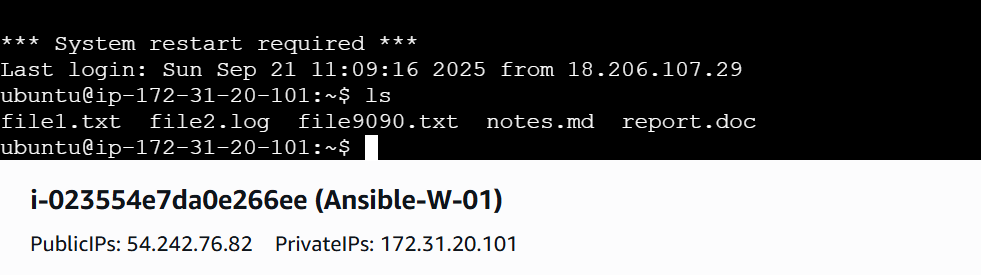 *** System restart required ***
Last login: Sun Sep 21 11:09:16 2025 from 18.206.107.29
ubuntu@ip-172-31-20-101:~$ ls
file1.txt  file2.log  file9090.txt  notes.md  report.doc
ubuntu@ip-172-31-20-101:~$
i-023554e7da0e266ee (Ansible-W-01)
PublicIPs: 54.242.76.82    PrivateIPs: 172.31.20.101